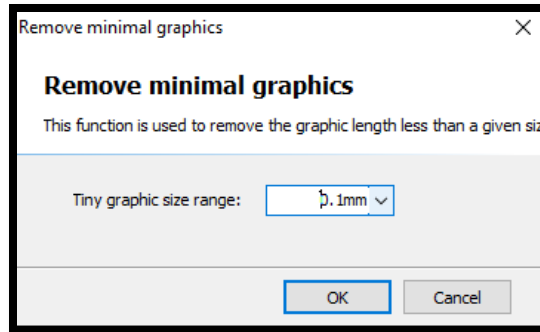 Remove minimal graphics
Remove minimal graphics
This function is used to remove the graphic length less than a given
Tiny graphic size range: 0.1mm
OK Cancel